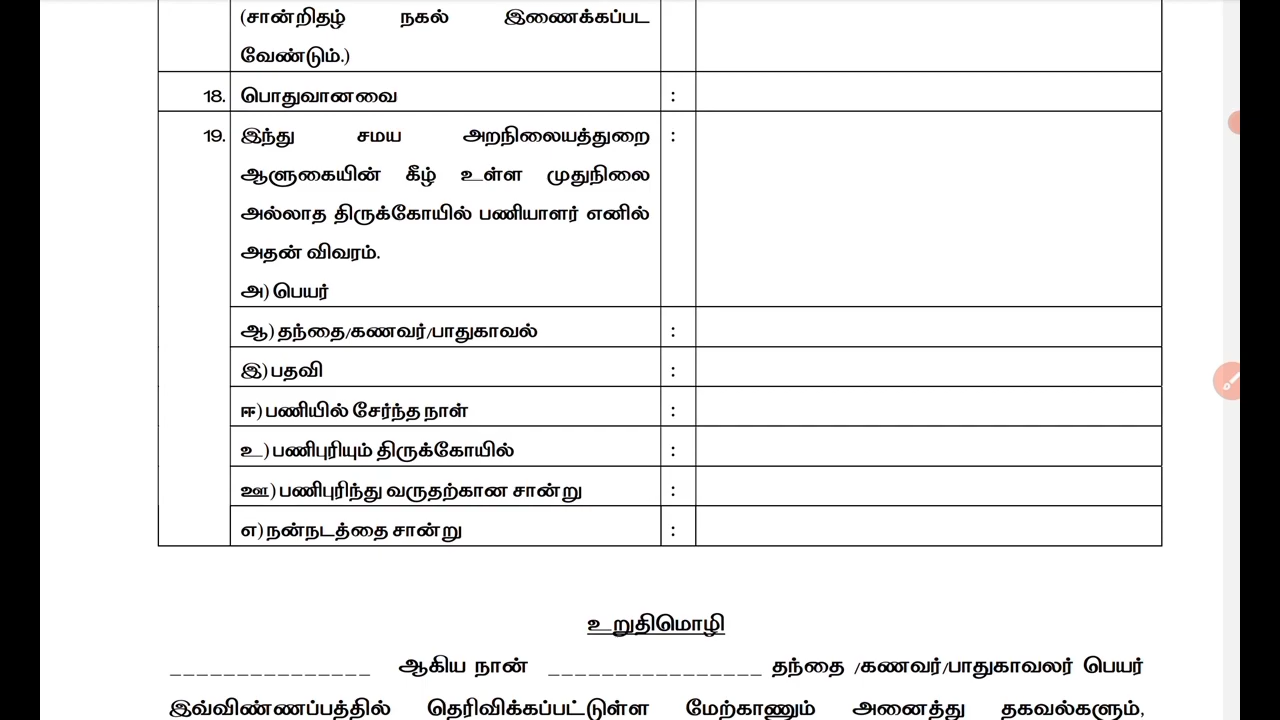 (சான்றிதழ் நகல் இணைக்கப்பட
வேண்டும்.)
18. பொதுவானவை :
19. இந்து சமய அறநிலையத்துறை :
ஆளுகையின் கீழ் உள்ள முதுநிலை
அல்லாத திருக்கோயில் பணியாளர் எனில்
அதன் விவரம்.
அ) பெயர்
ஆ) தந்தை/கணவர்/பாதுகாவல் :
இ) பதவி :
ஈ) பணியில் சேர்ந்த நாள் :
உ) பணிபுரியும் திருக்கோயில் :
ஊ) பணிபுரிந்து வருதற்கான சான்று :
எ) நன்நடத்தை சான்று :
உறுதிமொழி
_______________ ஆகிய நான் ________________ தந்தை /கணவர்/பாதுகாவலர் பெயர்
இவ்விண்ணப்பத்தில் தெரிவிக்கப்பட்டுள்ள மேற்காணும் அனைத்து தகவல்களும்,